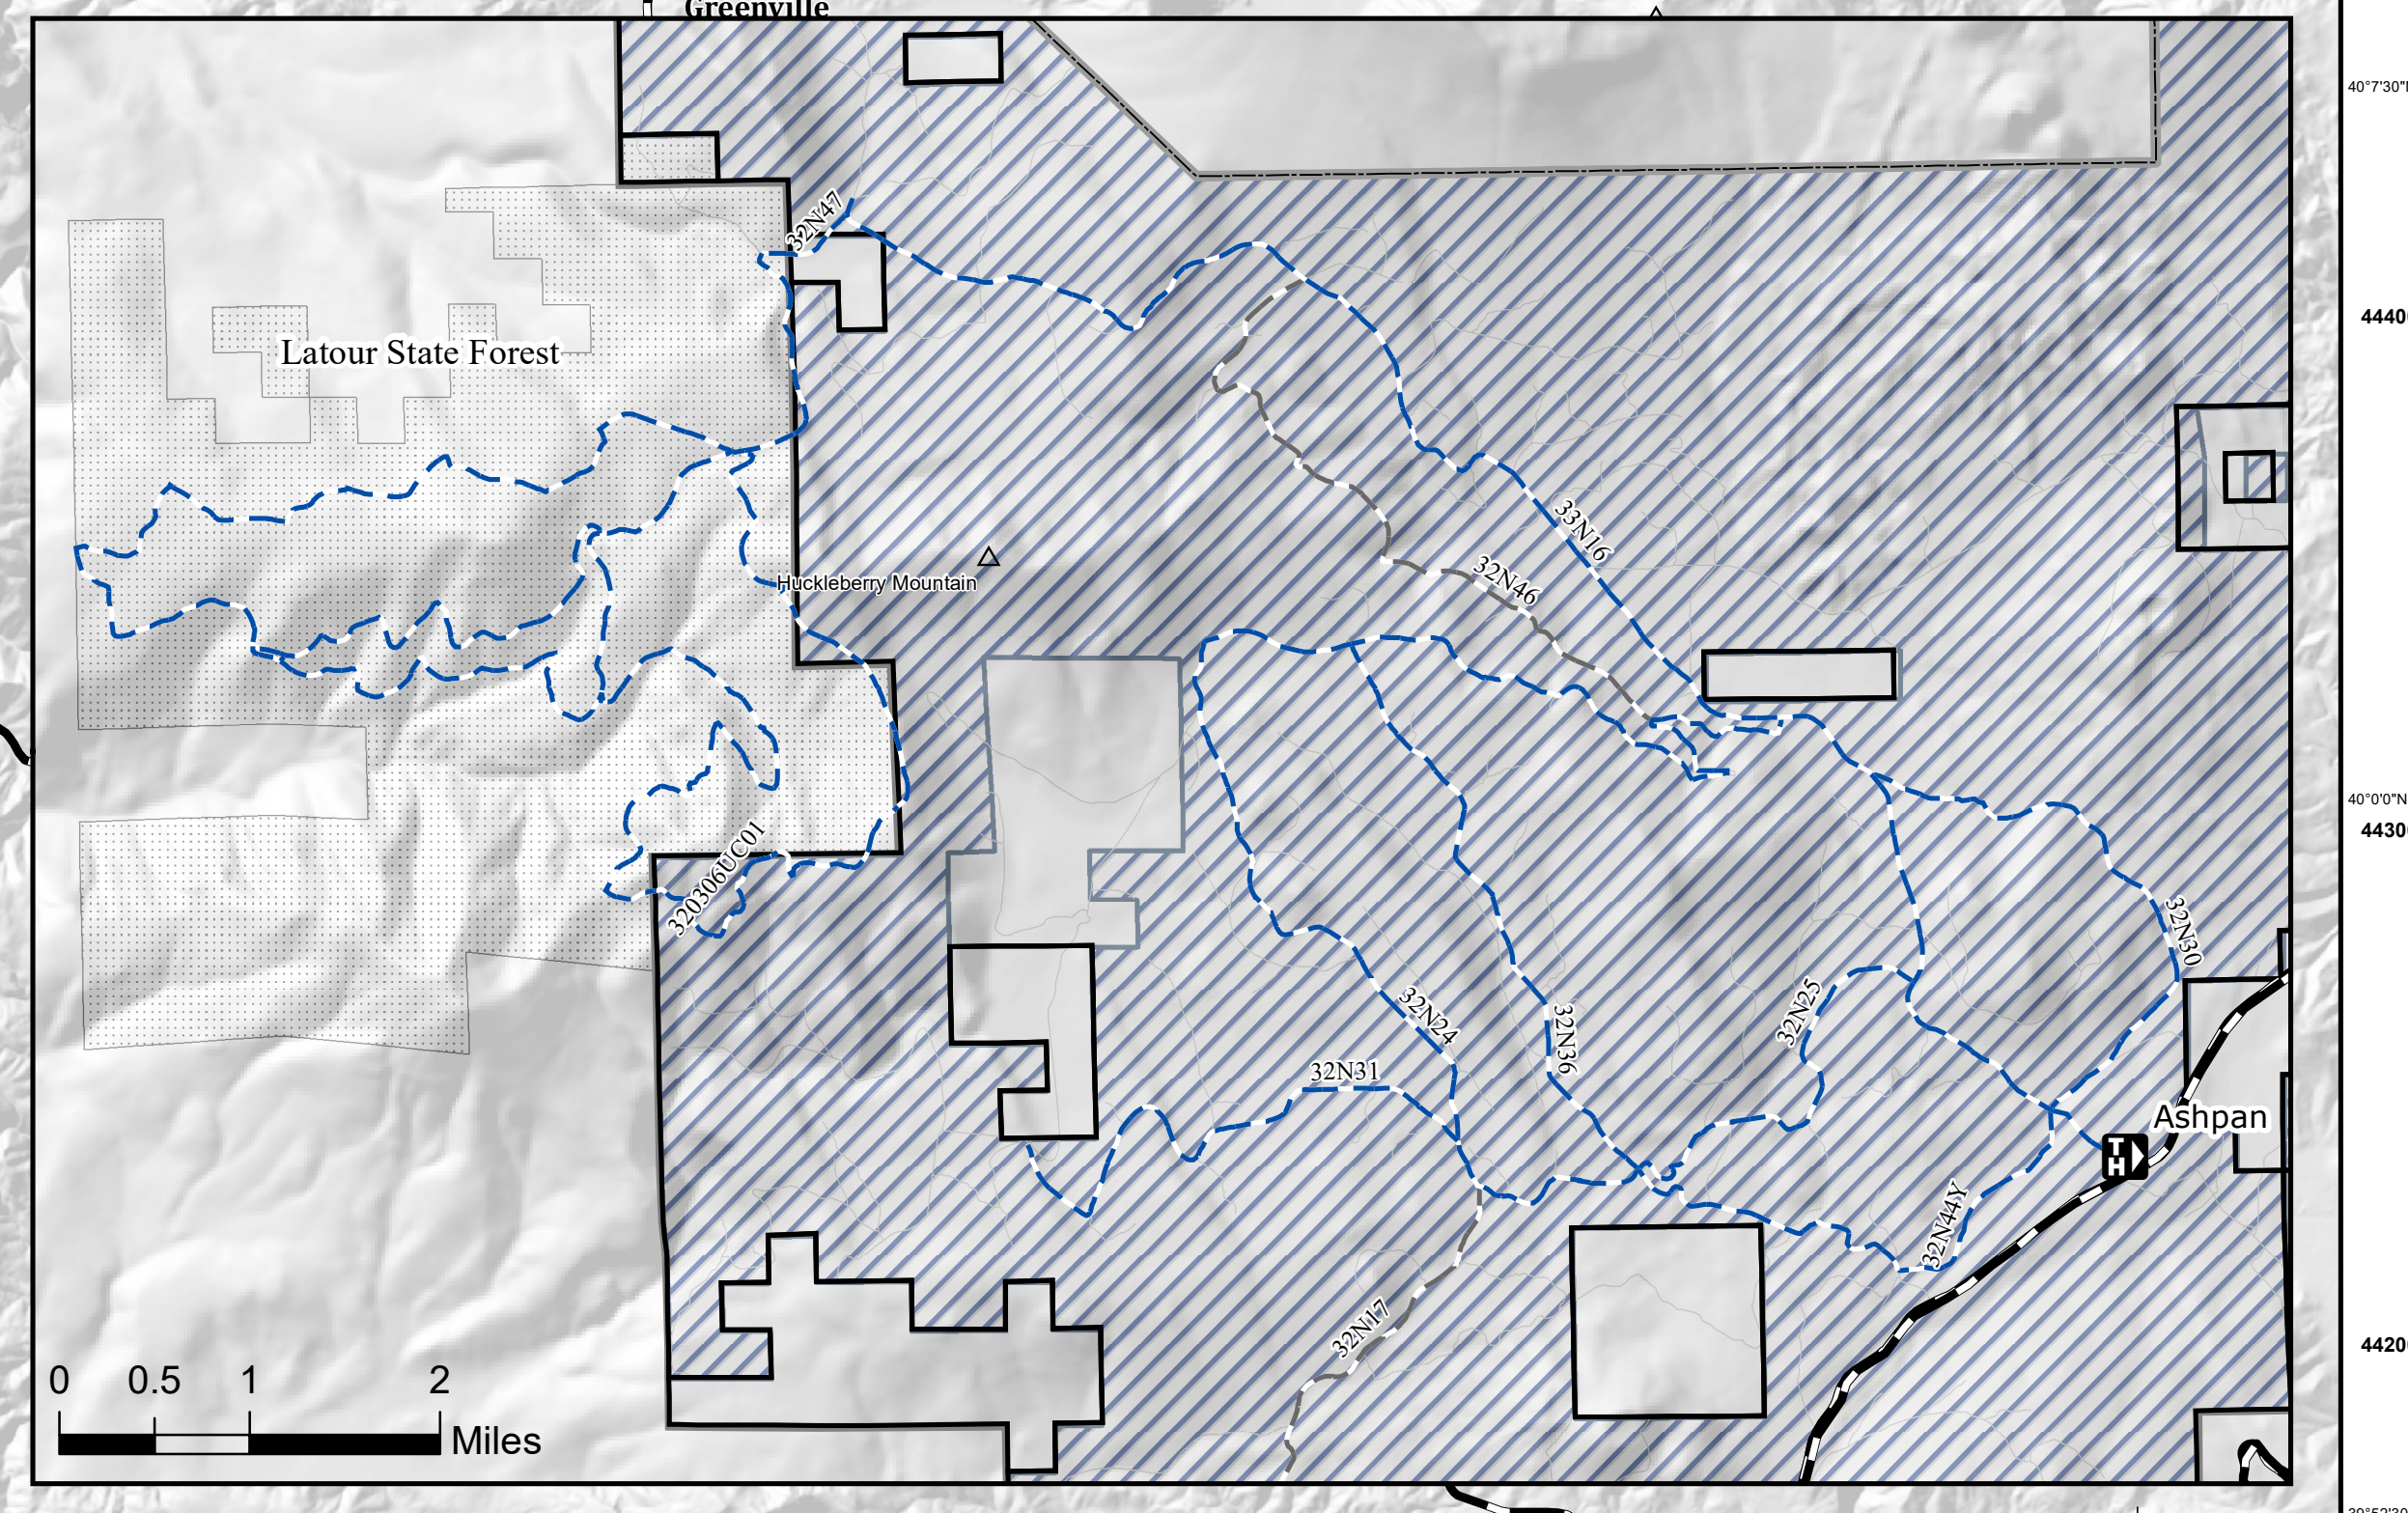 Greenville
40°7'30"
32N47
4440
Latour State Forest
33N16
32N46
Huckleberry Mountain
40°0'0"N
4430
320306UC01
32N30
32N25
32N24
32N36
32N31
Ashpan
T
H
32N44Y
32N17
4420
0 0.5 1 2
Miles